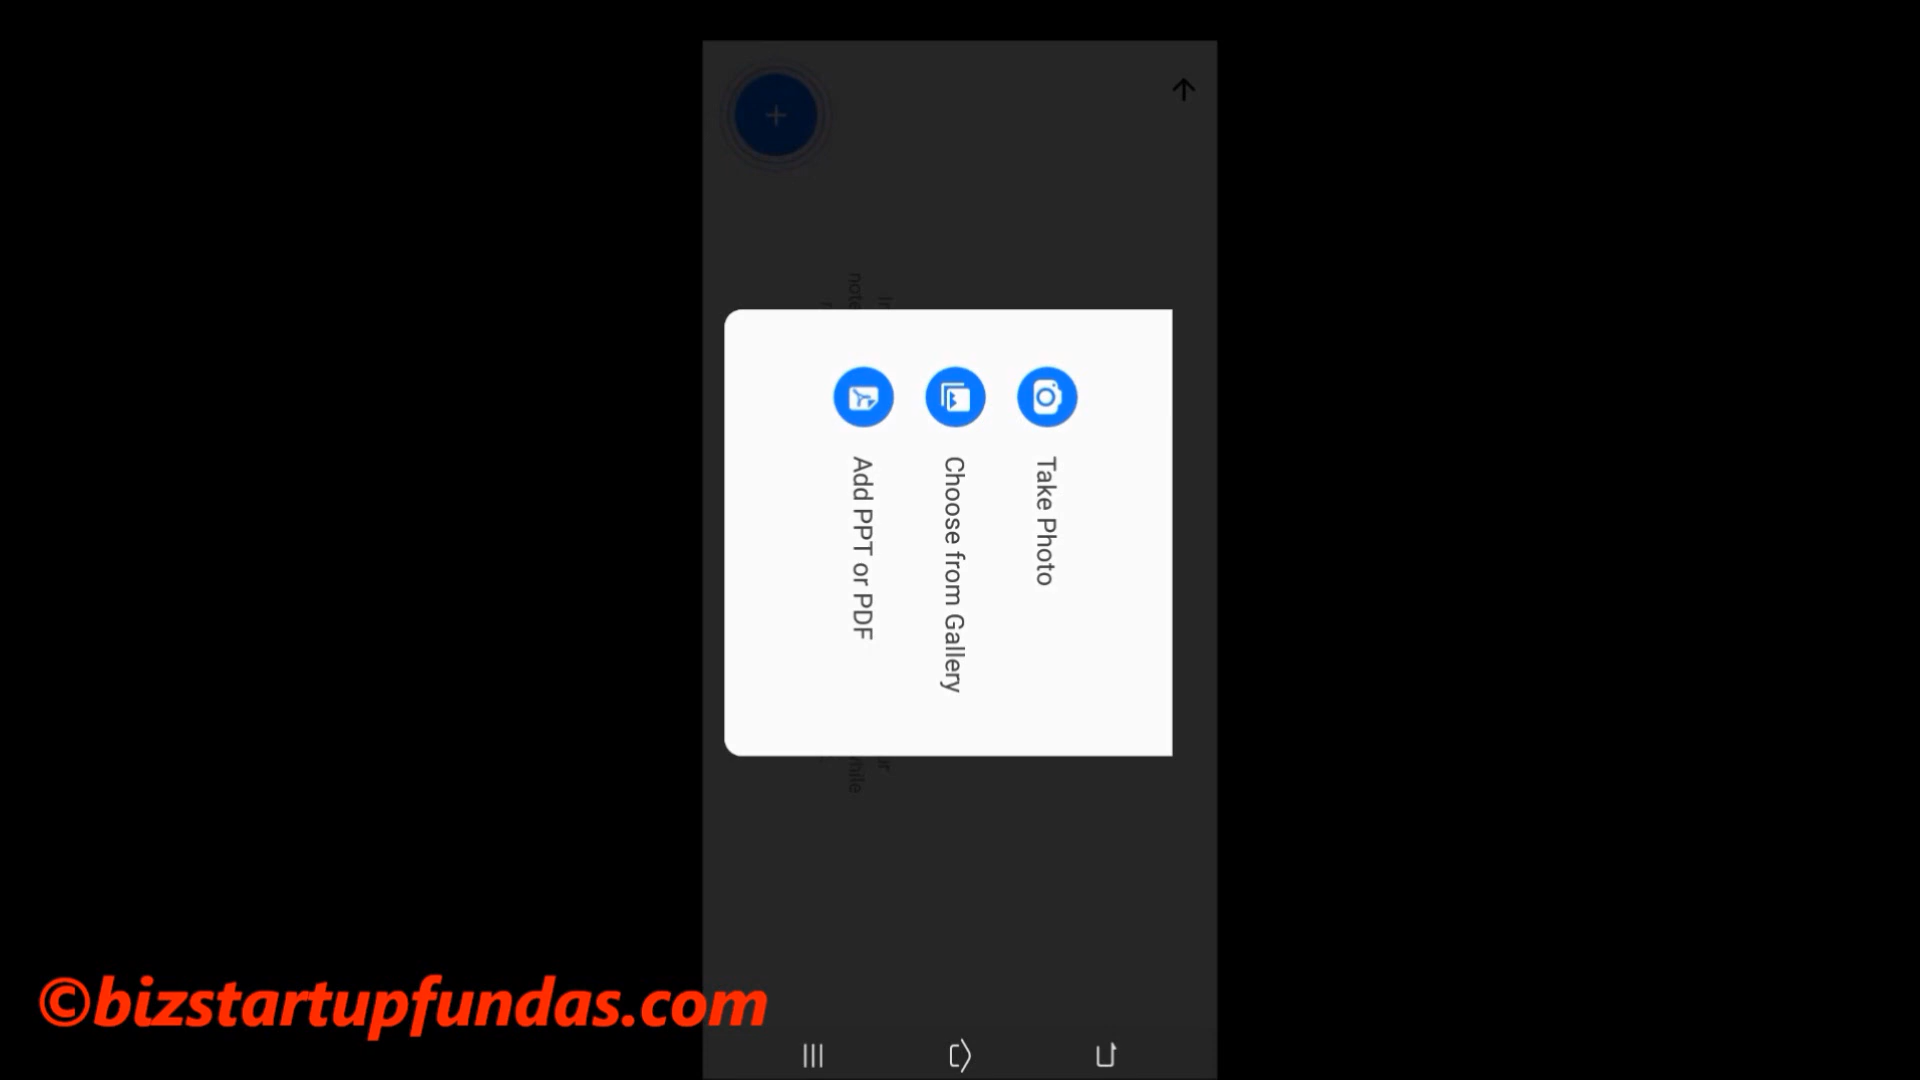 Take Photo
Choose from Gallery
Add PPT or PDF
©bizstartupfundas.com